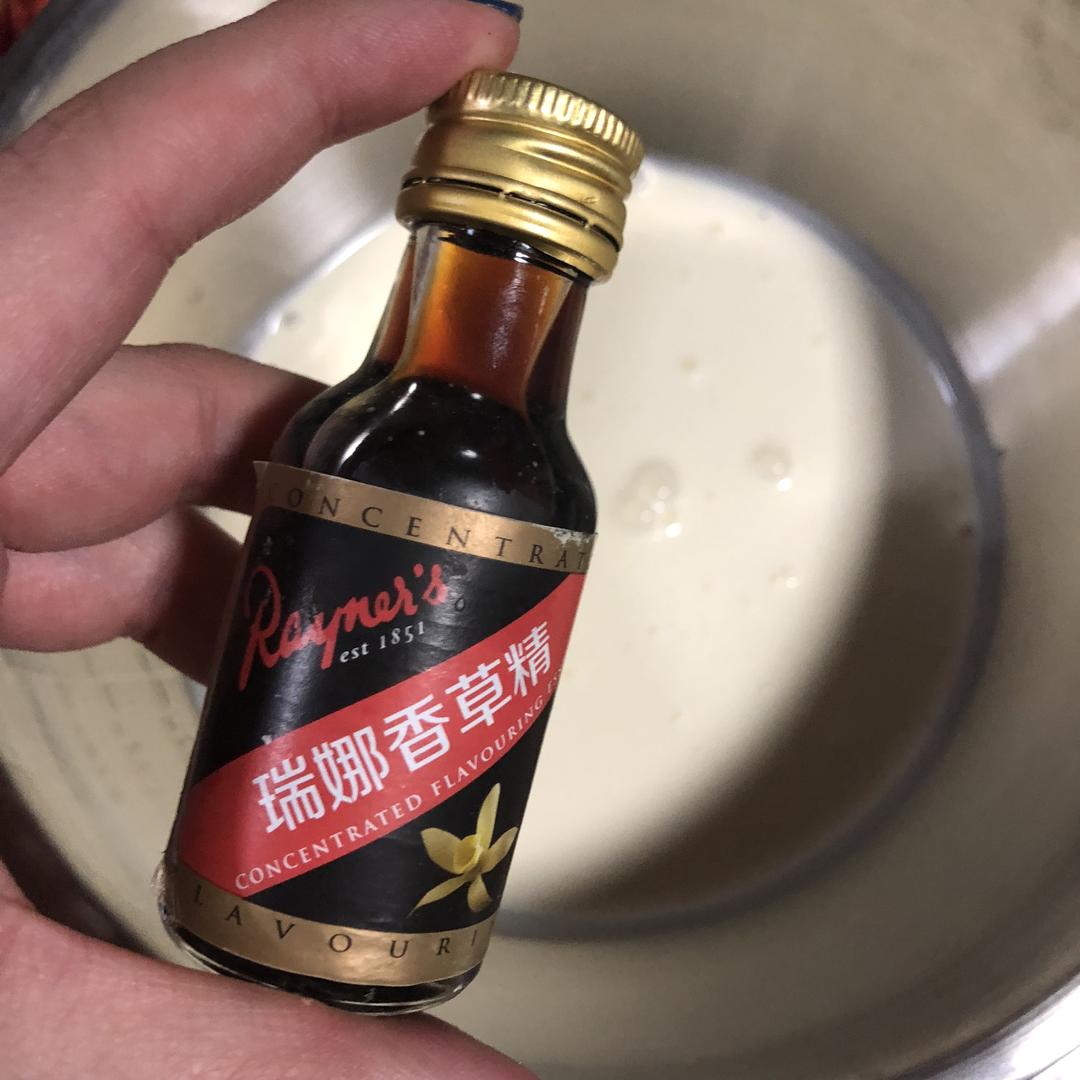 CONCENTRAT
Rayner's
est 1851
瑞娜香草精
CONCENTRATED FLAVOURING
LAVOURI